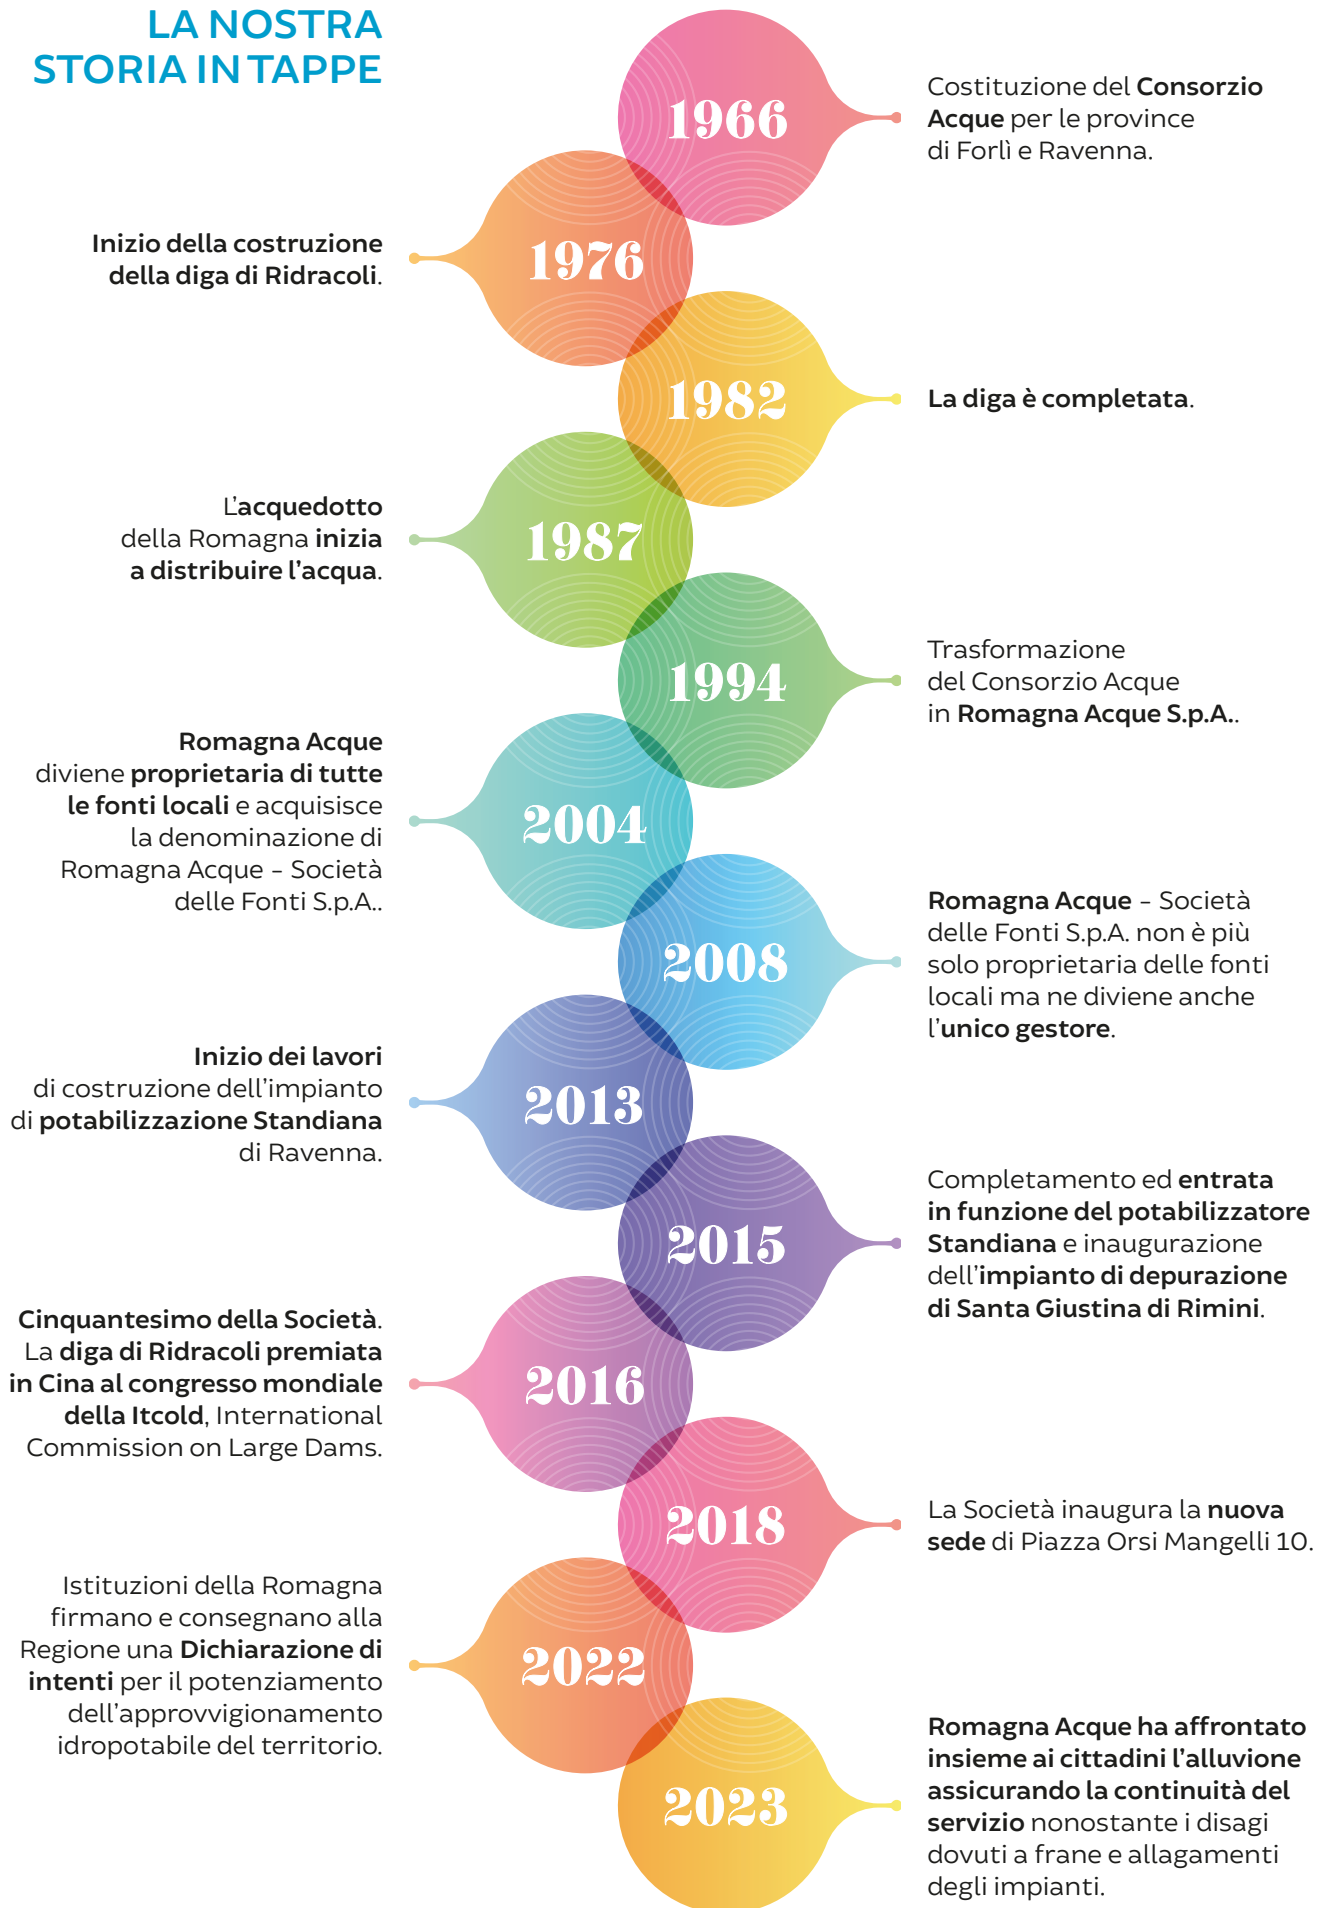 LA NOSTRA
STORIA IN TAPPE
1966
Costituzione del Consorzio
Acque per le province
di Forlì e Ravenna.
1976
Inizio della costruzione
della diga di Ridracoli.
1982
La diga è completata.
1987
L'acquedotto
della Romagna inizia
a distribuire l'acqua.
1994
Trasformazione
del Consorzio Acque
in Romagna Acque S.p.A..
2004
Romagna Acque
diviene proprietaria di tutte
le fonti locali e acquisisce
la denominazione di
Romagna Acque – Società
delle Fonti S.p.A..
2008
Romagna Acque – Società
delle Fonti S.p.A. non è più
solo proprietaria delle fonti
locali ma ne diviene anche
l'unico gestore.
2013
Inizio dei lavori
di costruzione dell'impianto
di potabilizzazione Standiana
di Ravenna.
2015
Completamento ed entrata
in funzione del potabilizzatore
Standiana e inaugurazione
dell'impianto di depurazione
di Santa Giustina di Rimini.
2016
Cinquantesimo della Società.
La diga di Ridracoli premiata
in Cina al congresso mondiale
della Itcold, International
Commission on Large Dams.
2018
La Società inaugura la nuova
sede di Piazza Orsi Mangelli 10.
2022
Istituzioni della Romagna
firmano e consegnano alla
Regione una Dichiarazione di
intenti per il potenziamento
dell'approvvigionamento
idropotabile del territorio.
2023
Romagna Acque ha affrontato
insieme ai cittadini l'alluvione
assicurando la continuità del
servizio nonostante i disagi
dovuti a frane e allagamenti
degli impianti.